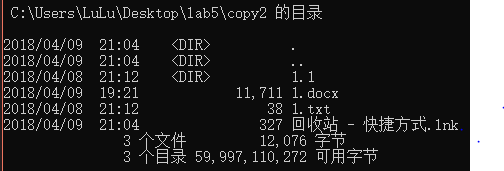 C:\Users\LuLu\Desktop\lab5\copy2 的目录
2018/04/09  21:04    <DIR>          .
2018/04/09  21:04    <DIR>          ..
2018/04/08  21:12    <DIR>          1.1
2018/04/09  19:21            11,711 1.docx
2018/04/08  21:12                38 1.txt
2018/04/09  21:04               327 回收站 - 快捷方式.lnk
3 个文件         12,076 字节
3 个目录 59,997,110,272 可用字节